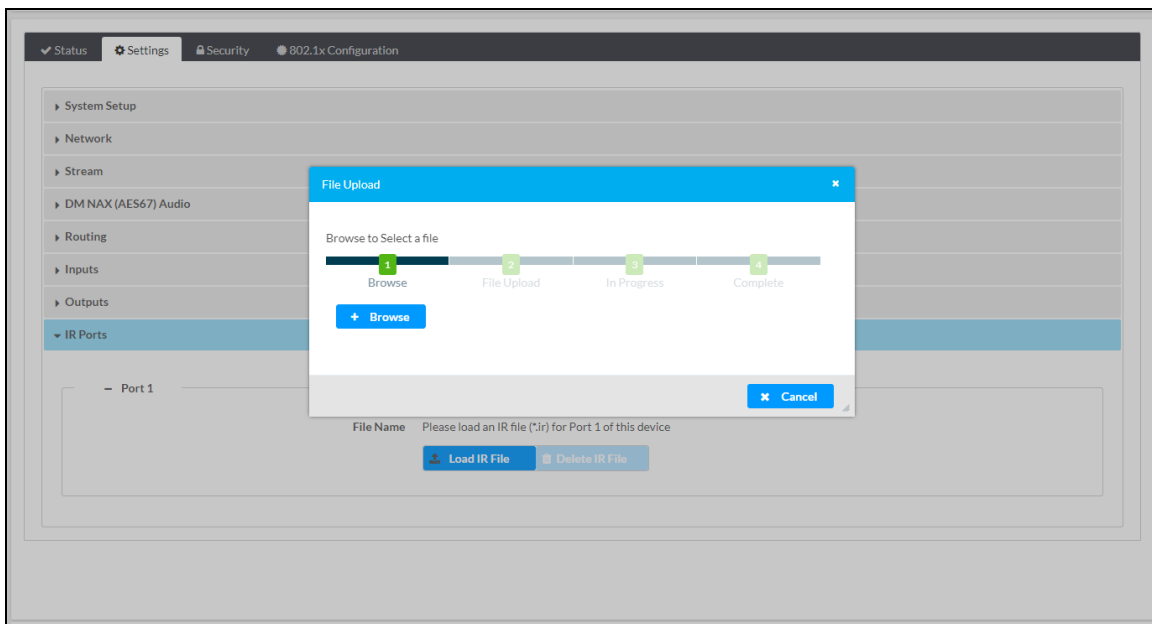 Status Settings Security 802.1x Configuration
System Setup
Network
Stream
DM NAX (AES67) Audio
Routing
Inputs
Outputs
IR Ports
File Upload
Browse to Select a file
1 2 3 4
Browse File Upload In Progress Complete
+ Browse
Cancel
Port 1
File Name Please load an IR file (*.ir) for Port 1 of this device
Load IR File Delete IR File